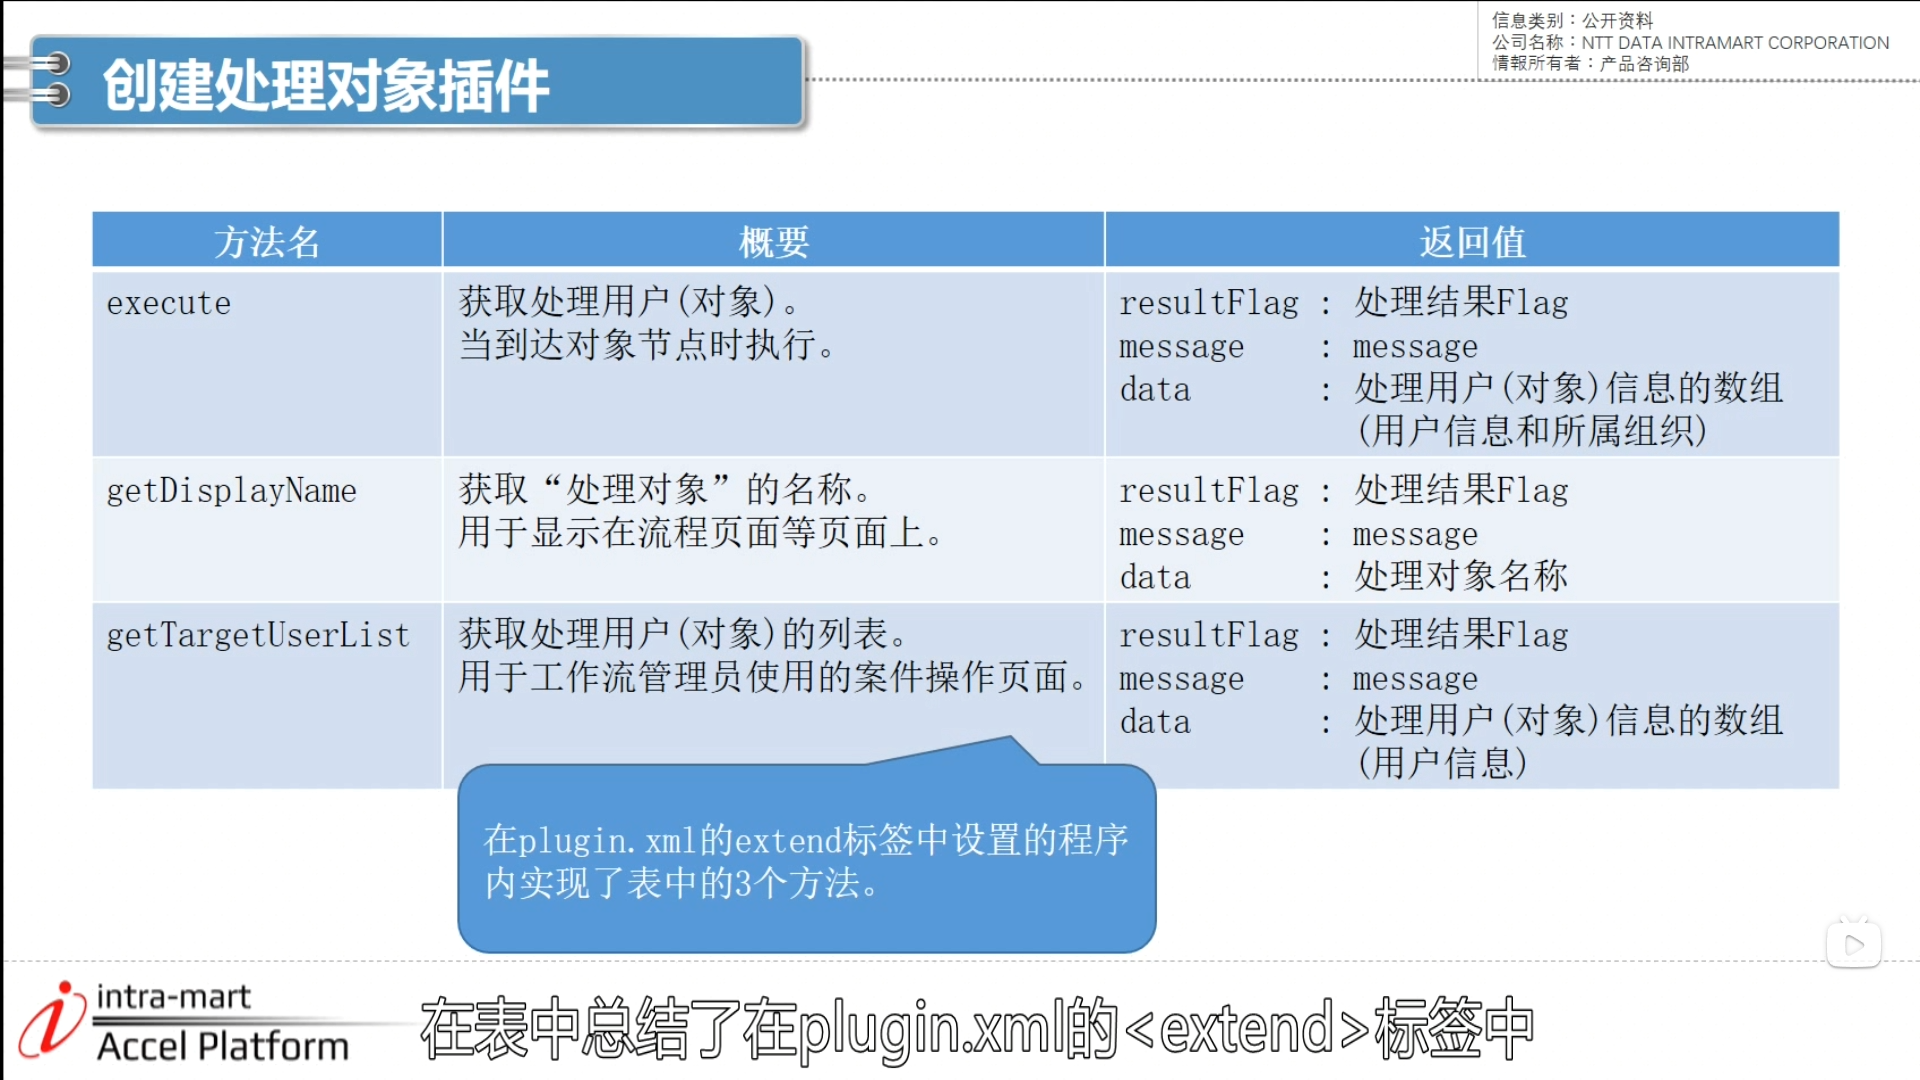 信息类别：公开资料
公司名称：NTT DATA INTRAMART CORPORATION
情報所有者：产品咨询部
创建处理对象插件
方法名 概要 返回值
execute
获取处理用户(对象)。
当到达对象节点时执行。
resultFlag : 处理结果Flag
message : message
data : 处理用户(对象)信息的数组
(用户信息和所属组织)
getDisplayName
获取“处理对象”的名称。
用于显示在流程页面等页面上。
resultFlag : 处理结果Flag
message : message
data : 处理对象名称
getTargetUserList
获取处理用户(对象)的列表。
用于工作流管理员使用的案件操作页面。
resultFlag : 处理结果Flag
message : message
data : 处理用户(对象)信息的数组
(用户信息)
在plugin.xml的extend标签中设置的程序
内实现了表中的3个方法。
intra-mart
Accel Platform
在表中总结了在plugin.xml的<extend>标签中